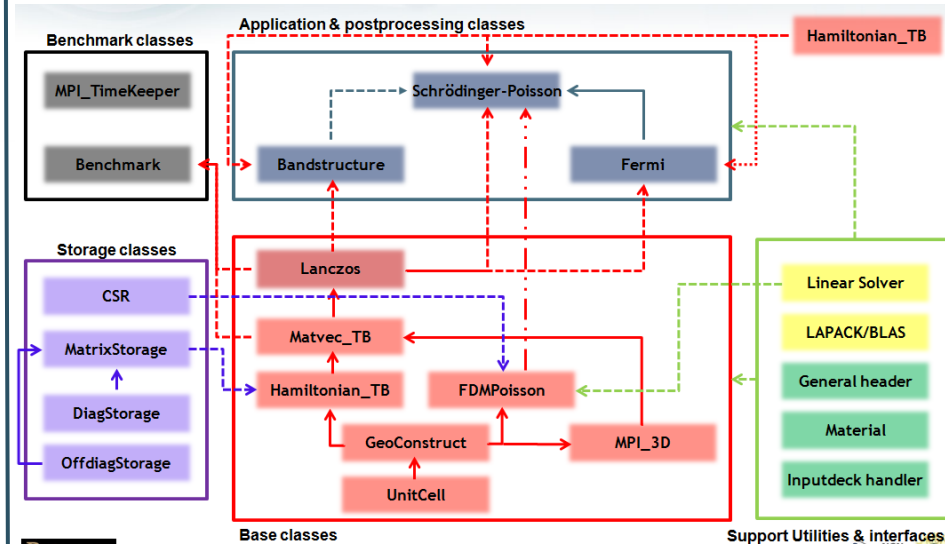 Application & postprocessing classes
Benchmark classes
Hamiltonian_TB
MPI_TimeKeeper
Schrödinger-Poisson
Benchmark
Bandstructure
Fermi
Storage classes
Lanczos
CSR
Linear Solver
Matvec_TB
LAPACK/BLAS
MatrixStorage
Hamiltonian_TB
FDMPoisson
General header
DiagStorage
GeoConstruct
MPI_3D
Material
OffdiagStorage
UnitCell
Inputdeck handler
Base classes
Support Utilities & interfaces